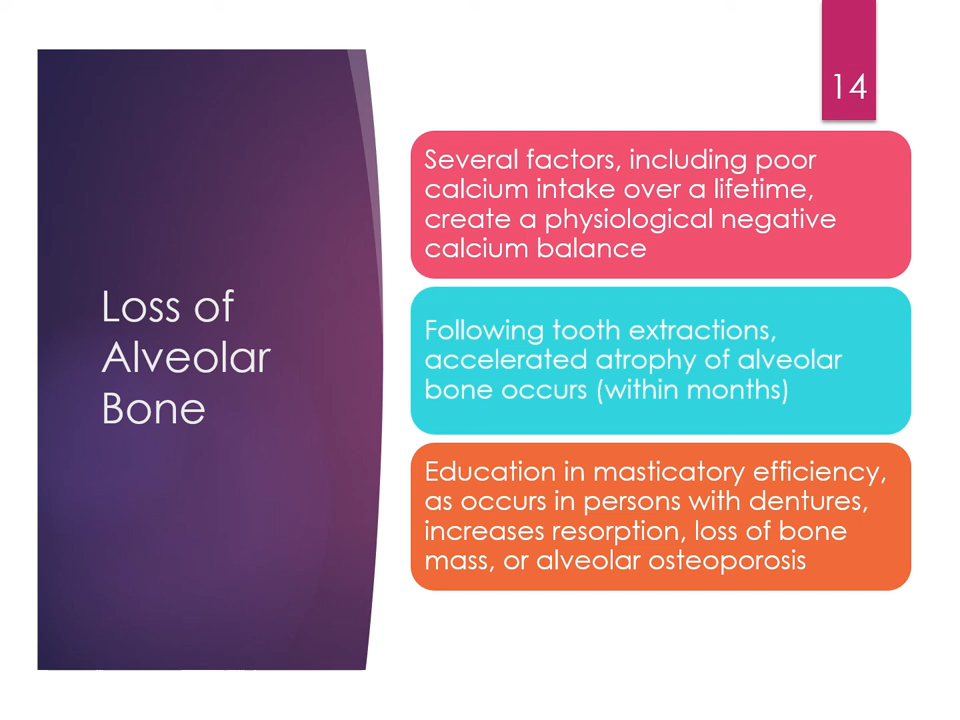 14
Loss of
Alveolar
Bone
Several factors, including poor
calcium intake over a lifetime,
create a physiological negative
calcium balance
Following tooth extractions,
accelerated atrophy of alveolar
bone occurs (within months)
Education in masticatory efficiency,
as occurs in persons with dentures,
increases resorption, loss of bone
mass, or alveolar osteoporosis